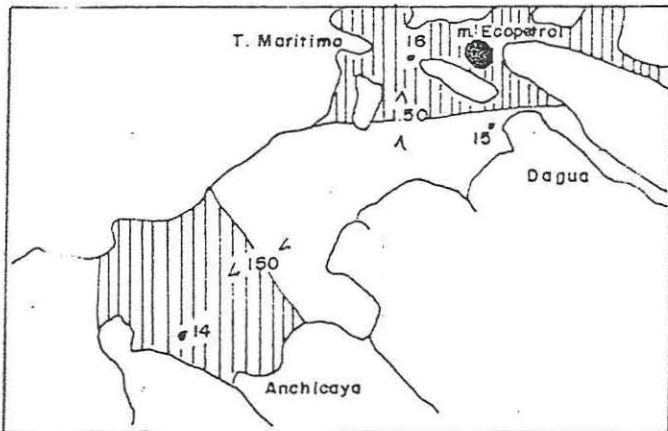 T. Maritimo
16
m. Ecopetrol
1.50
15
Dagua
150
14
Anchicaya